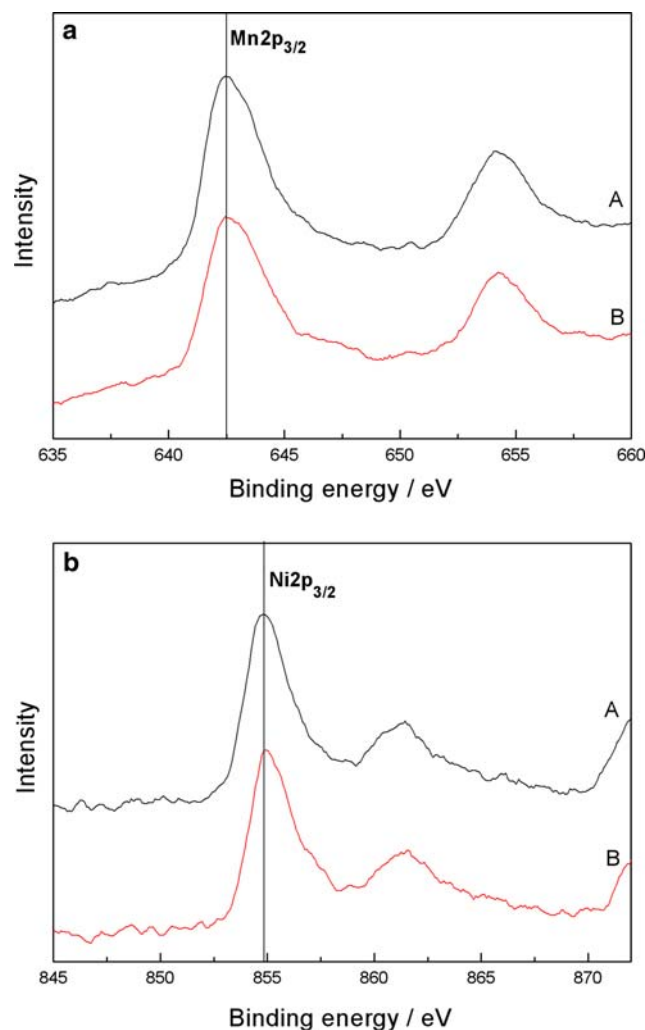 a
Mn2p3/2
A
B
Intensity
635 640 645 650 655 660
Binding energy / eV
b
Ni2p3/2
A
B
Intensity
845 850 855 860 865 870
Binding energy / eV